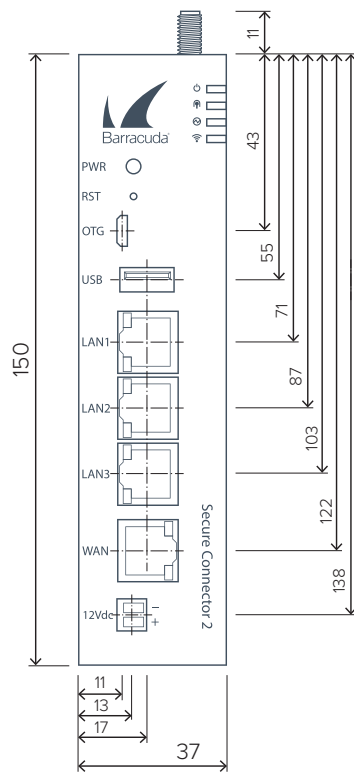 11
Barracuda
PWR
RST
OTG
USB
LAN1
LAN2
LAN3
WAN
12Vdc
-
+
Secure Connector 2
150
43
55
71
87
103
122
138
11
13
17
37